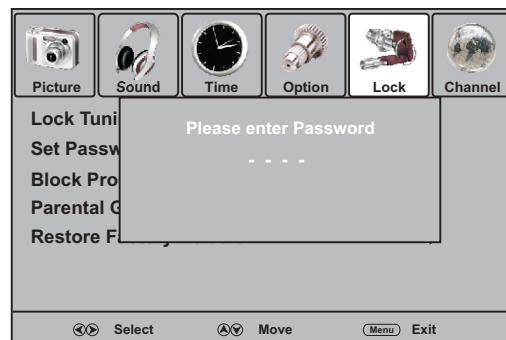 Picture Sound Time Option Lock Channel
Lock Tuni
Set Passw
Block Pro
Parental G
Restore F
Please enter Password
- - - -
Select Move Menu Exit